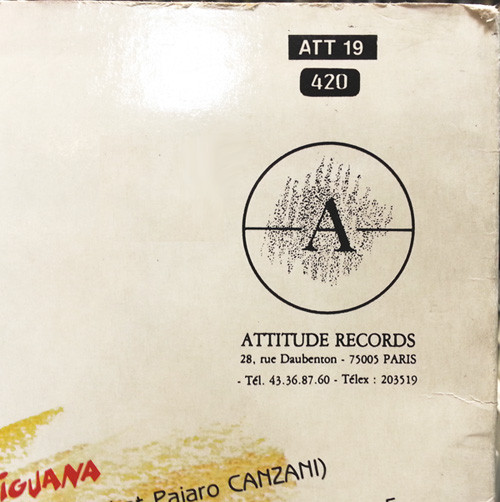 ATT 19
420
A
ATTITUDE RECORDS
28, rue Daubenton - 75005 PARIS
- Tél. 43.36.87.60 - Télex : 203519
IGUANA
Pajaro CANZANI)